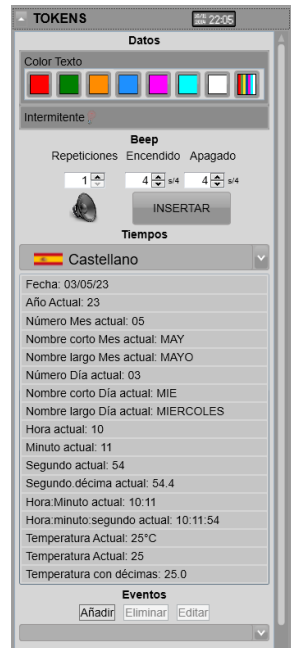 TOKENS 22:05
Datos
Color Texto
Intermitente
Beep
Repeticiones Encendido Apagado
1 4 s/4 4 s/4
INSERTAR
Tiempos
Castellano
Fecha: 03/05/23
Año Actual: 23
Número Mes actual: 05
Nombre corto Mes actual: MAY
Nombre largo Mes actual: MAYO
Número Día actual: 03
Nombre corto Día actual: MIE
Nombre largo Día actual: MIERCOLES
Hora actual: 10
Minuto actual: 11
Segundo actual: 54
Segundo.décima actual: 54.4
Hora:Minuto actual: 10:11
Hora:minuto:segundo actual: 10:11:54
Temperatura Actual: 25°C
Temperatura Actual: 25
Temperatura con décimas: 25.0
Eventos
Añadir Eliminar Editar